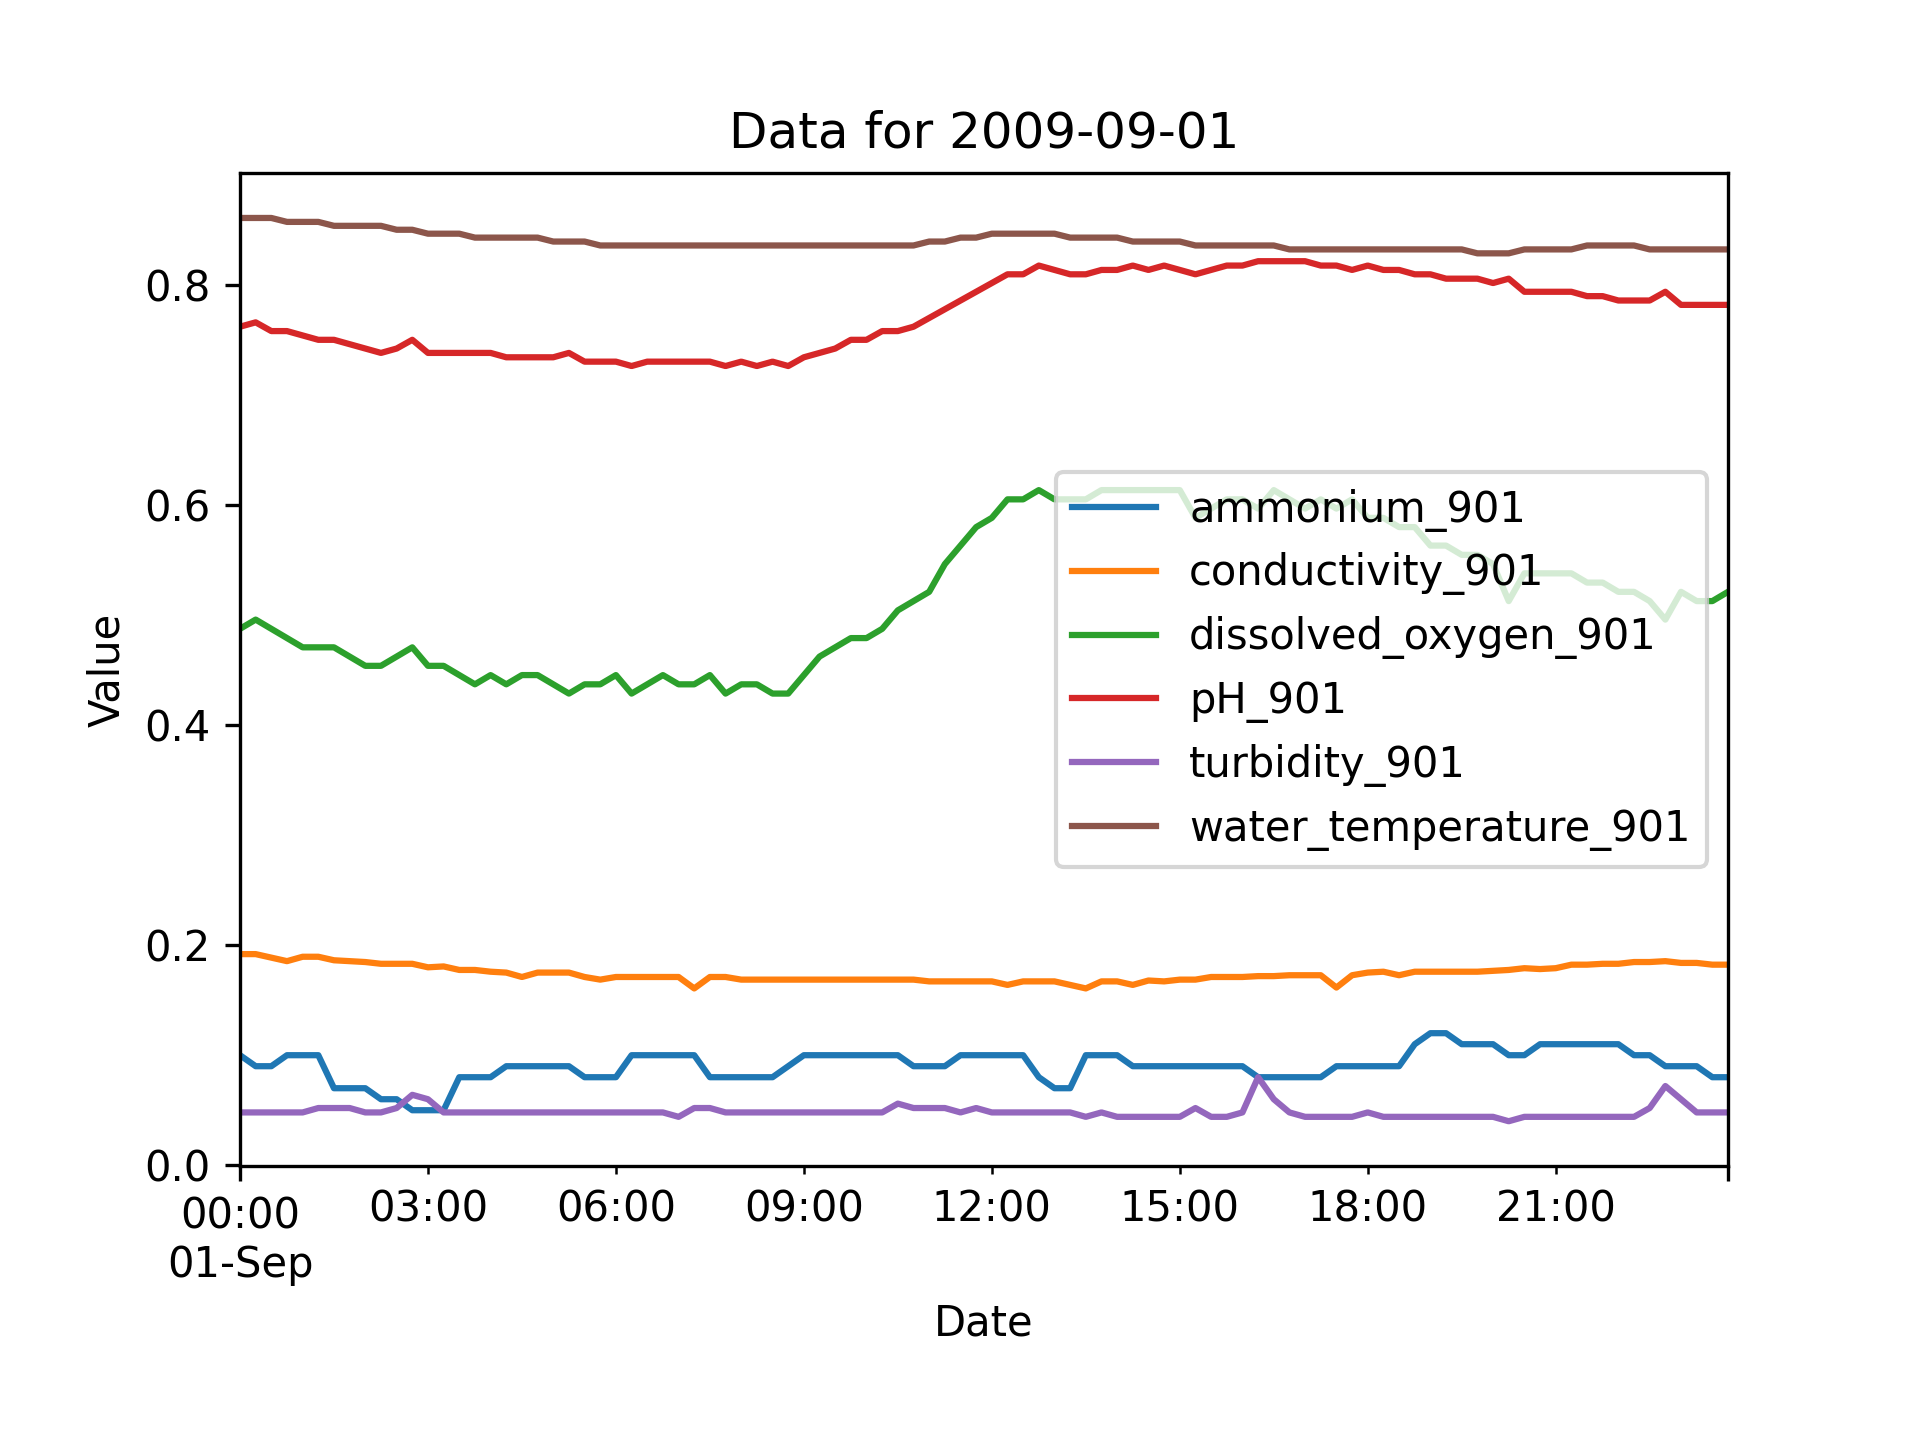 Data for 2009-09-01
Value
0.8
0.6
0.4
0.2
0.0
ammonium_901
conductivity_901
dissolved_oxygen_901
pH_901
turbidity_901
water_temperature_901
00:00 03:00 06:00 09:00 12:00 15:00 18:00 21:00
01-Sep
Date